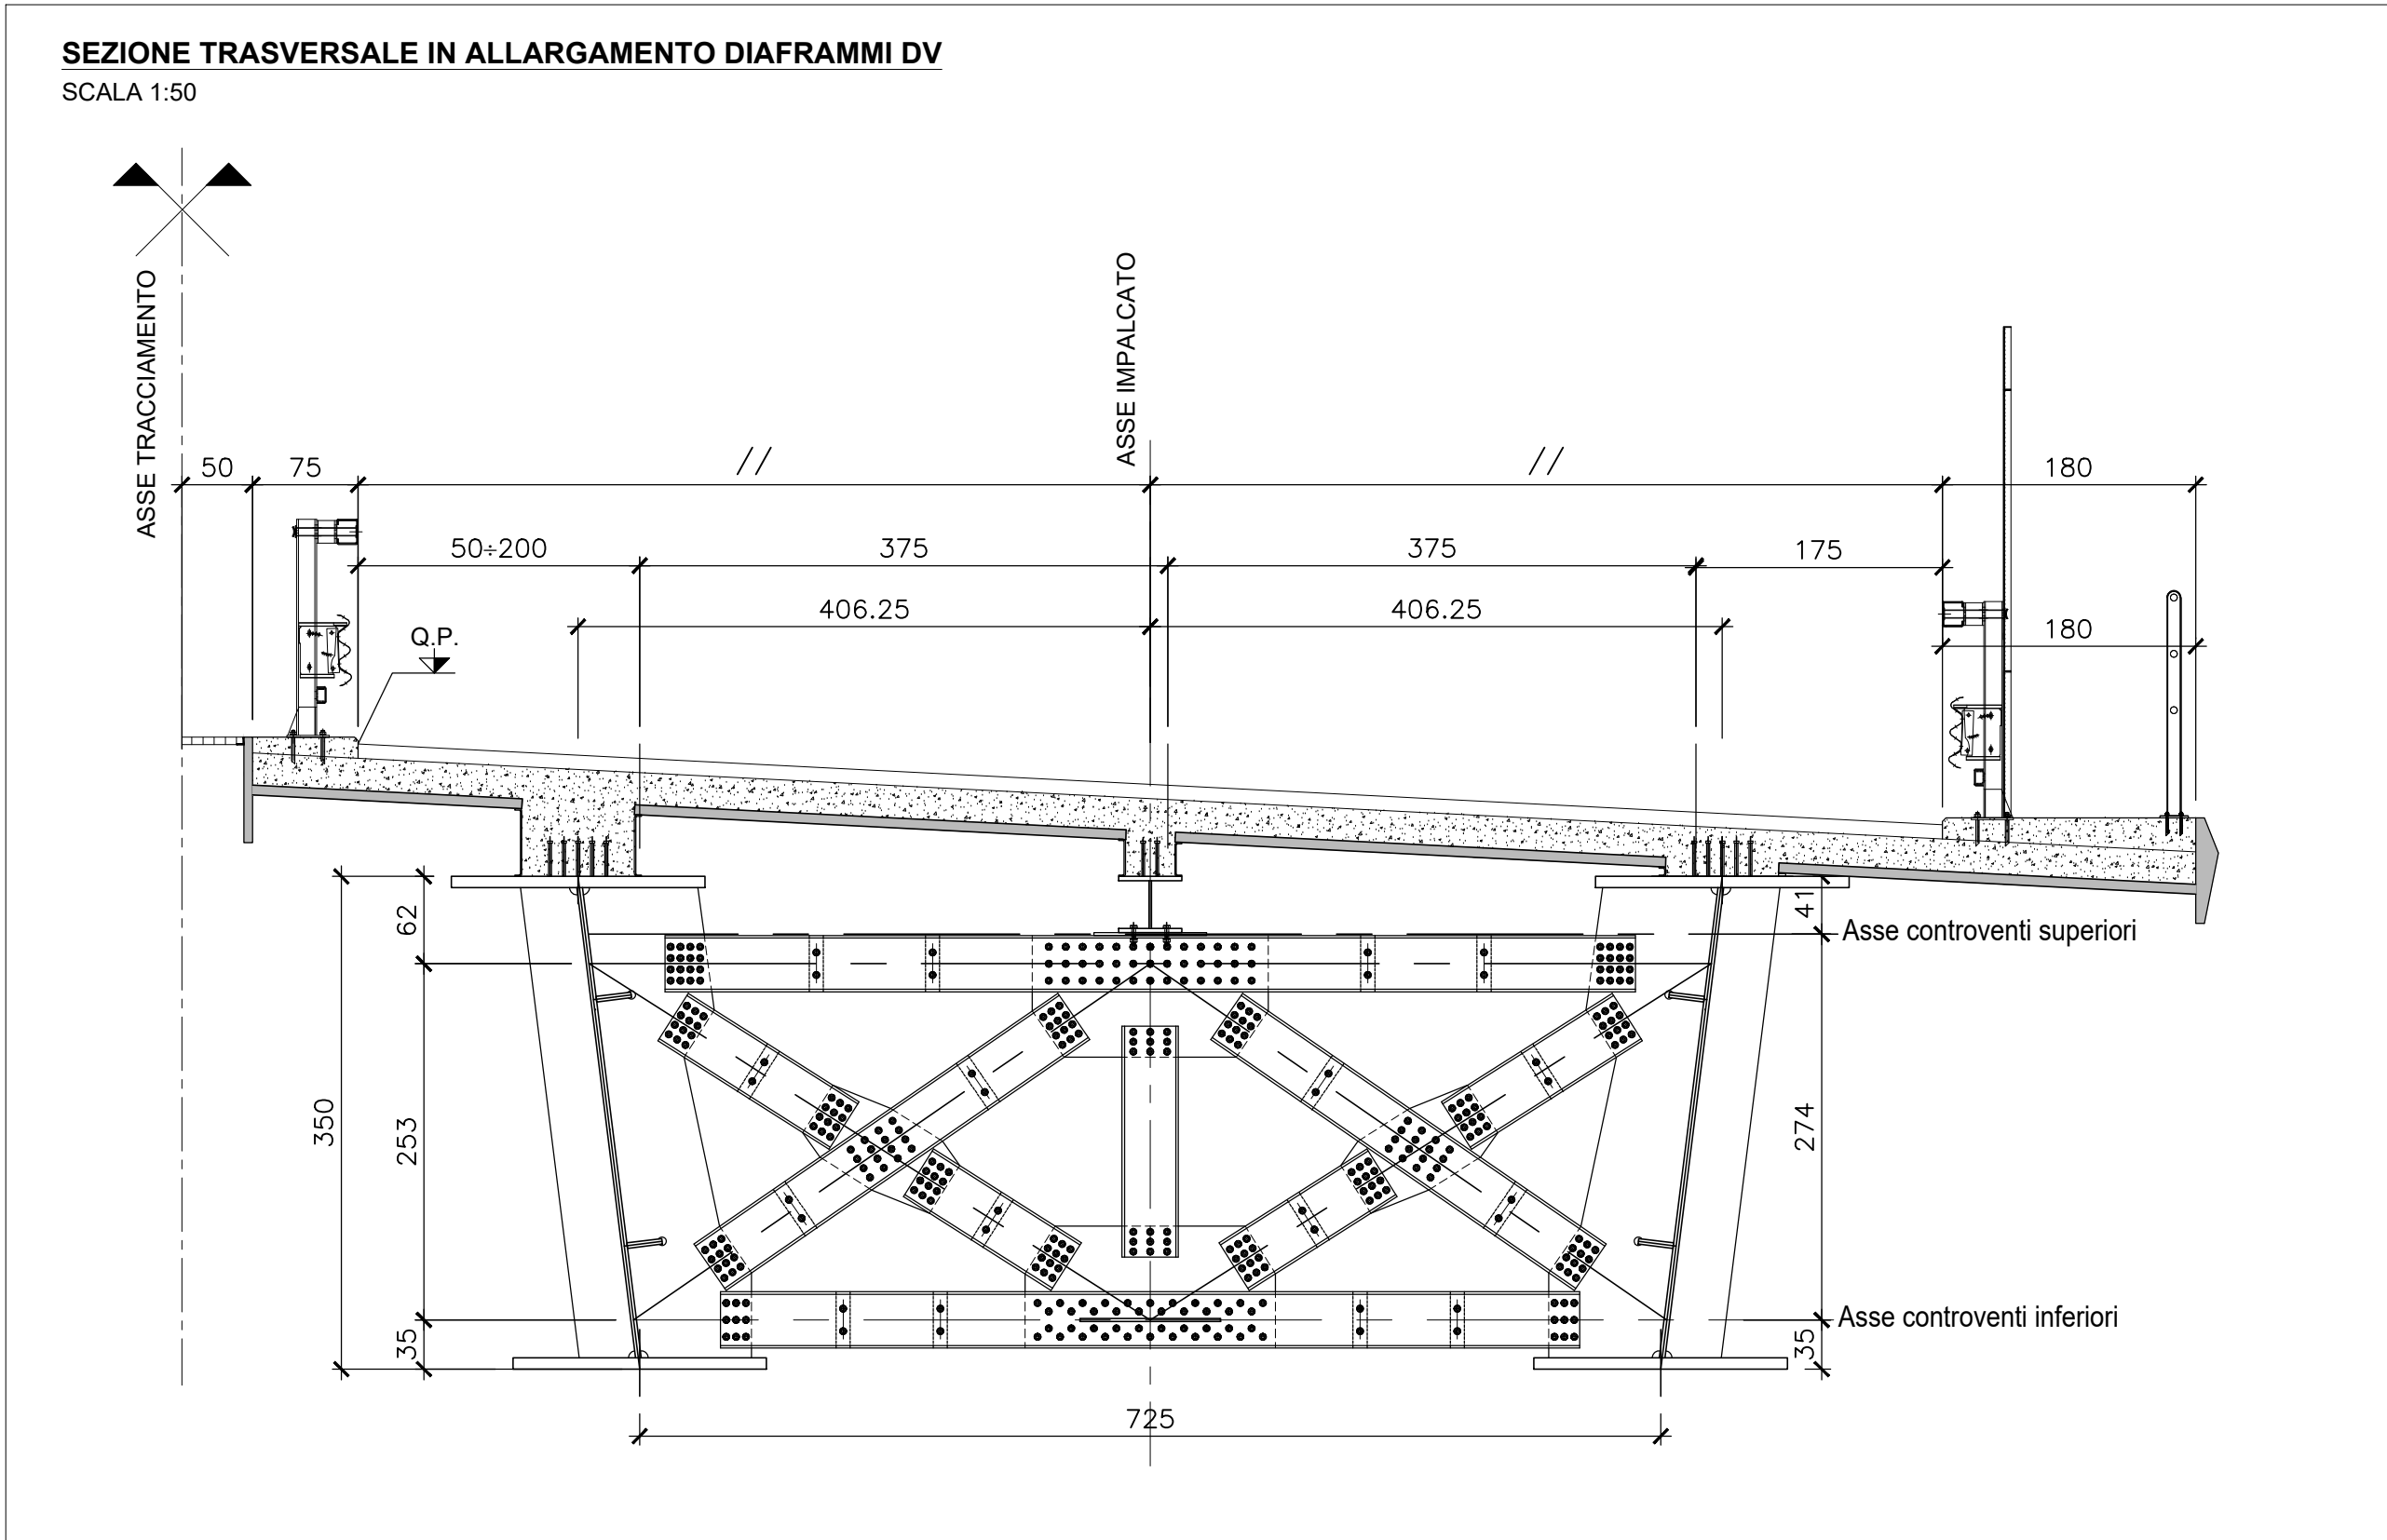 SEZIONE TRASVERSALE IN ALLARGAMENTO DIAFRAMMI DV
SCALA 1:50
ASSE TRACCIAMENTO
ASSE IMPALCATO
50
75
//
//
180
50÷200
375
375
175
406.25
406.25
180
Q.P.
62
41
Asse controventi superiori
350
253
274
35
35
Asse controventi inferiori
725